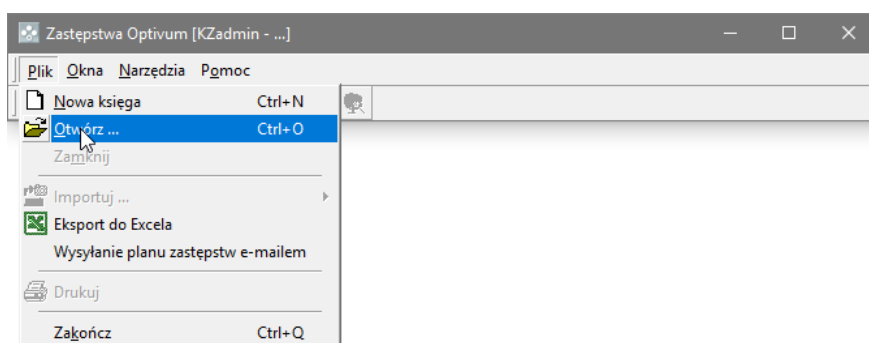 Zastępstwa Optivum [KZadmin - ...]
Plik Okna Narzędzia Pomoc
Nowa księga Ctrl+N
Otwórz ... Ctrl+O
Zamknij
Importuj ...
Eksport do Excela
Wysyłanie planu zastępstw e-mailem
Drukuj
Zakończ Ctrl+Q